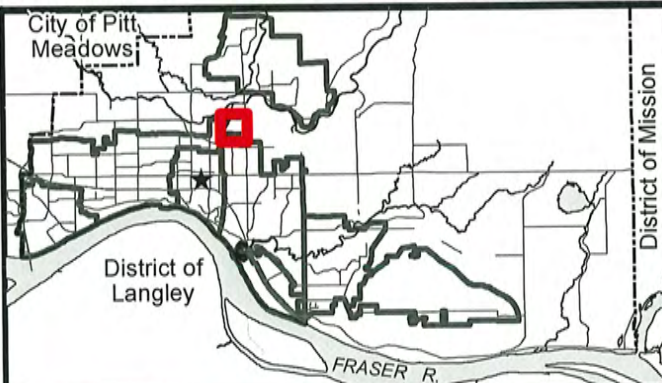 City of Pitt
Meadows
District of Mission
District of
Langley
FRASER R.